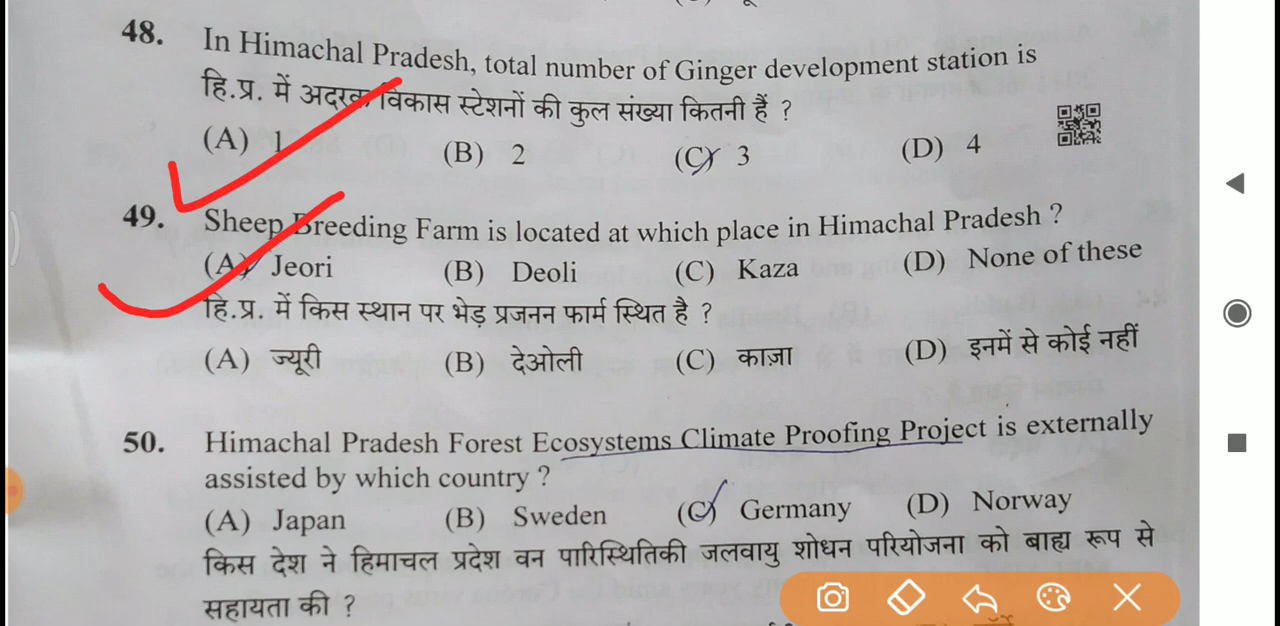 48. In Himachal Pradesh, total number of Ginger development station is
हि.प्र. में अदरक विकास स्टेशनों की कुल संख्या कितनी हैं ?
(A) 1 (B) 2 (C) 3 (D) 4
49. Sheep Breeding Farm is located at which place in Himachal Pradesh ?
(A) Jeori (B) Deoli (C) Kaza (D) None of these
हि.प्र. में किस स्थान पर भेड़ प्रजनन फार्म स्थित है ?
(A) ज्यूरी (B) देओली (C) काज़ा (D) इनमें से कोई नहीं
50. Himachal Pradesh Forest Ecosystems Climate Proofing Project is externally
assisted by which country ?
(A) Japan (B) Sweden (C) Germany (D) Norway
किस देश ने हिमाचल प्रदेश वन पारिस्थितिकी जलवायु शोधन परियोजना को बाह्य रूप से
सहायता की ?